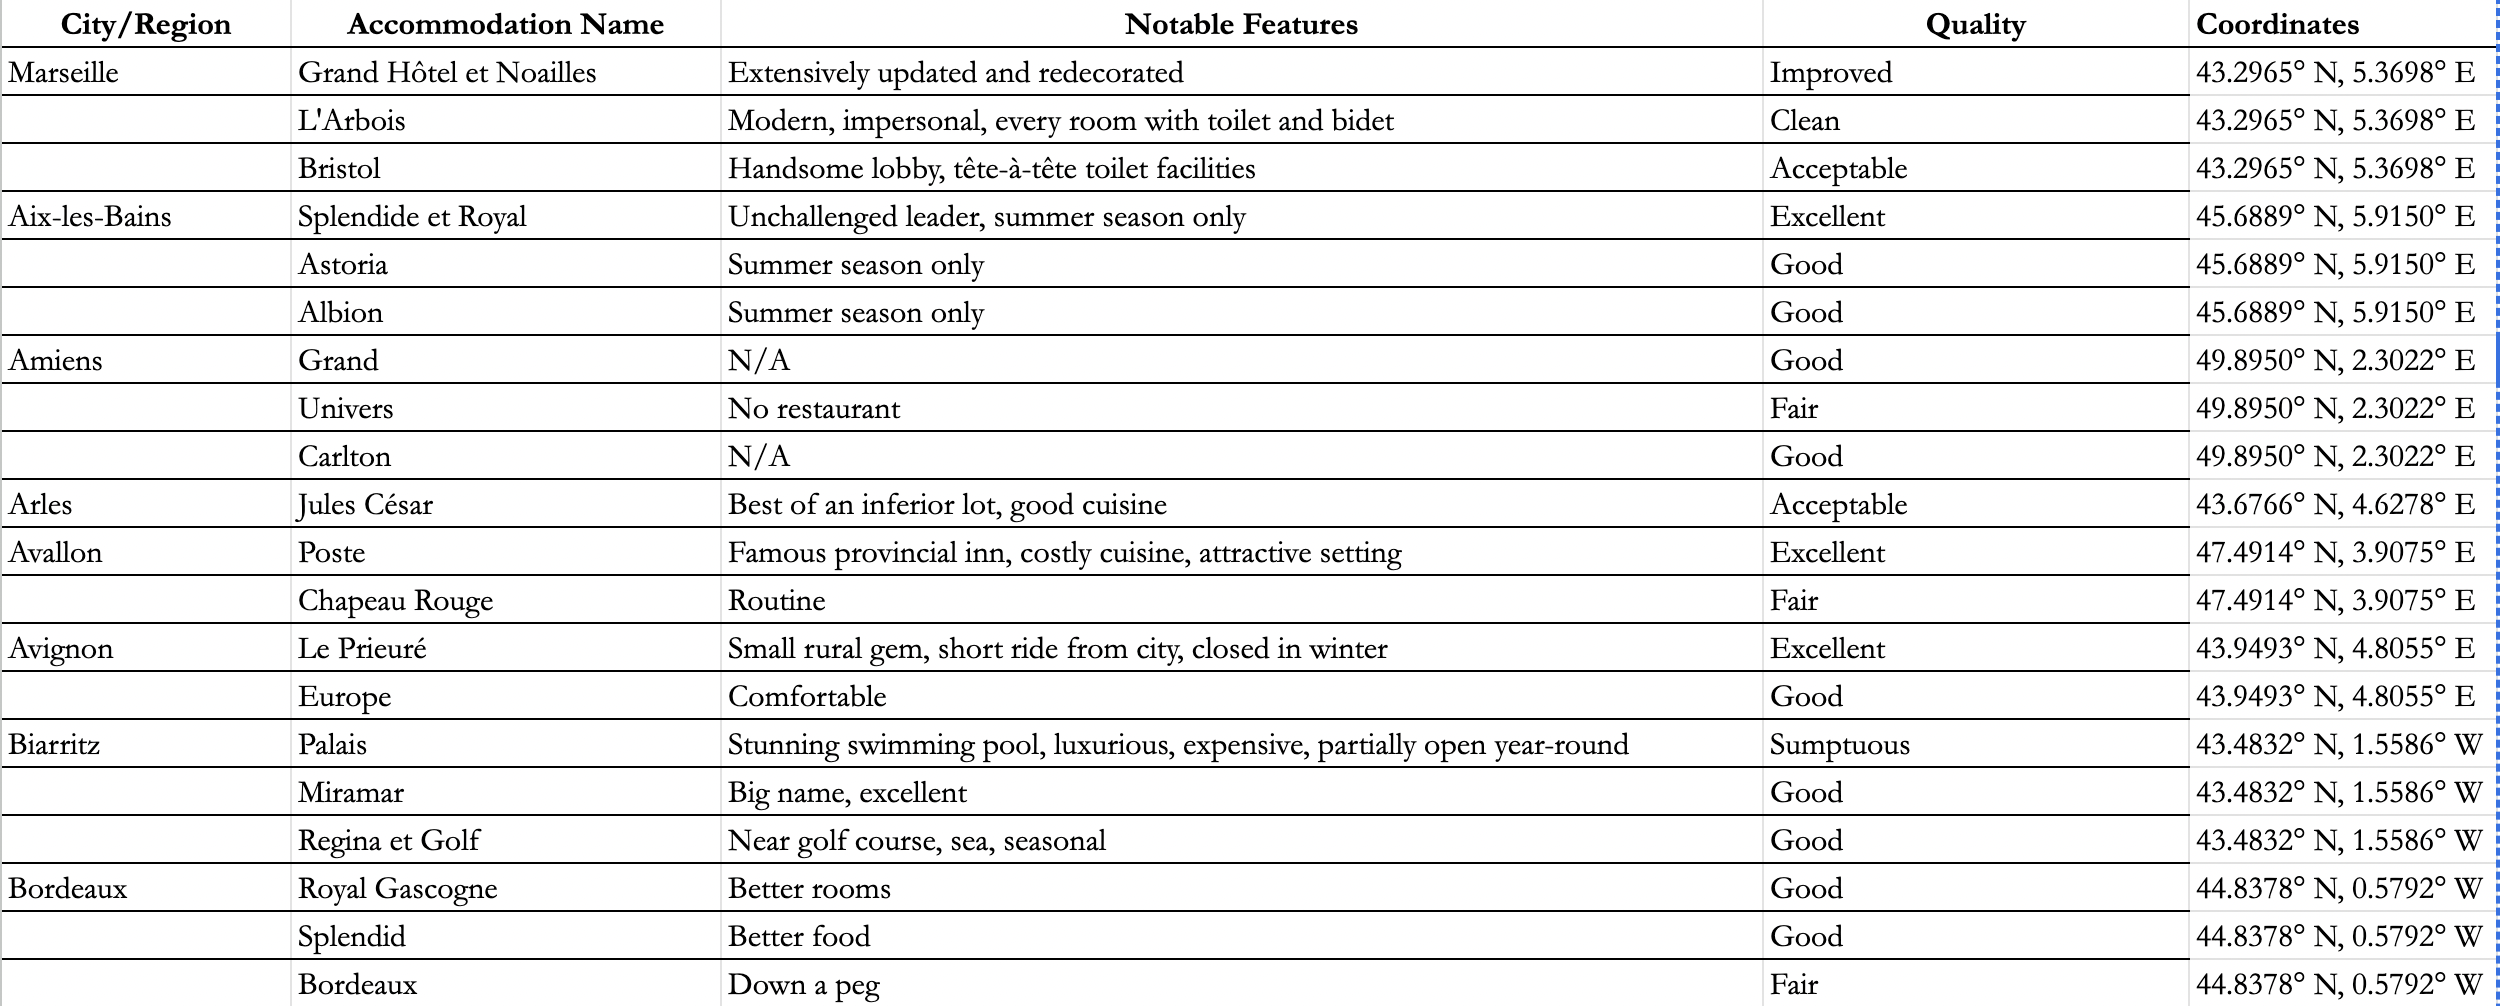 City/Region Accommodation Name Notable Features Quality Coordinates
Marseille Grand Hôtel et Noailles Extensively updated and redecorated Improved 43.2965° N, 5.3698° E
L'Arbois Modern, impersonal, every room with toilet and bidet Clean 43.2965° N, 5.3698° E
Bristol Handsome lobby, tête-à-tête toilet facilities Acceptable 43.2965° N, 5.3698° E
Aix-les-Bains Splendide et Royal Unchallenged leader, summer season only Excellent 45.6889° N, 5.9150° E
Astoria Summer season only Good 45.6889° N, 5.9150° E
Albion Summer season only Good 45.6889° N, 5.9150° E
Amiens Grand N/A Good 49.8950° N, 2.3022° E
Univers No restaurant Fair 49.8950° N, 2.3022° E
Carlton N/A Good 49.8950° N, 2.3022° E
Arles Jules César Best of an inferior lot, good cuisine Acceptable 43.6766° N, 4.6278° E
Avallon Poste Famous provincial inn, costly cuisine, attractive setting Excellent 47.4914° N, 3.9075° E
Chapeau Rouge Routine Fair 47.4914° N, 3.9075° E
Avignon Le Prieuré Small rural gem, short ride from city, closed in winter Excellent 43.9493° N, 4.8055° E
Europe Comfortable Good 43.9493° N, 4.8055° E
Biarritz Palais Stunning swimming pool, luxurious, expensive, partially open year-round Sumptuous 43.4832° N, 1.5586° W
Miramar Big name, excellent Good 43.4832° N, 1.5586° W
Regina et Golf Near golf course, sea, seasonal Good 43.4832° N, 1.5586° W
Bordeaux Royal Gascogne Better rooms Good 44.8378° N, 0.5792° W
Splendid Better food Good 44.8378° N, 0.5792° W
Bordeaux Down a peg Fair 44.8378° N, 0.5792° W